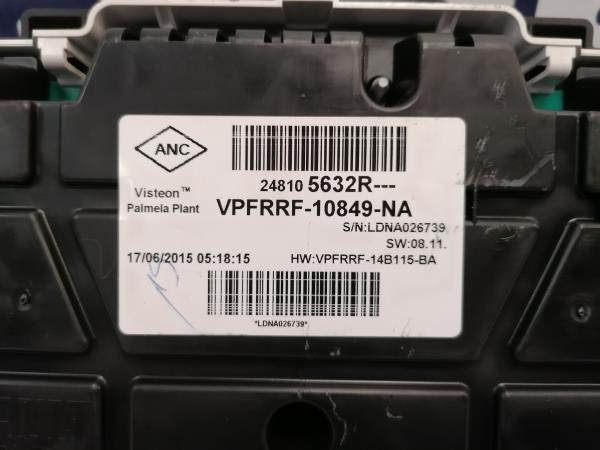 ANC
24810 5632R---
Visteon™
Palmela Plant
VPFRRF-10849-NA
S/N:LDNA026739
SW:08.11.
17/06/2015 05:18:15
HW:VPFRRF-14B115-BA
15
*LDNA026739*